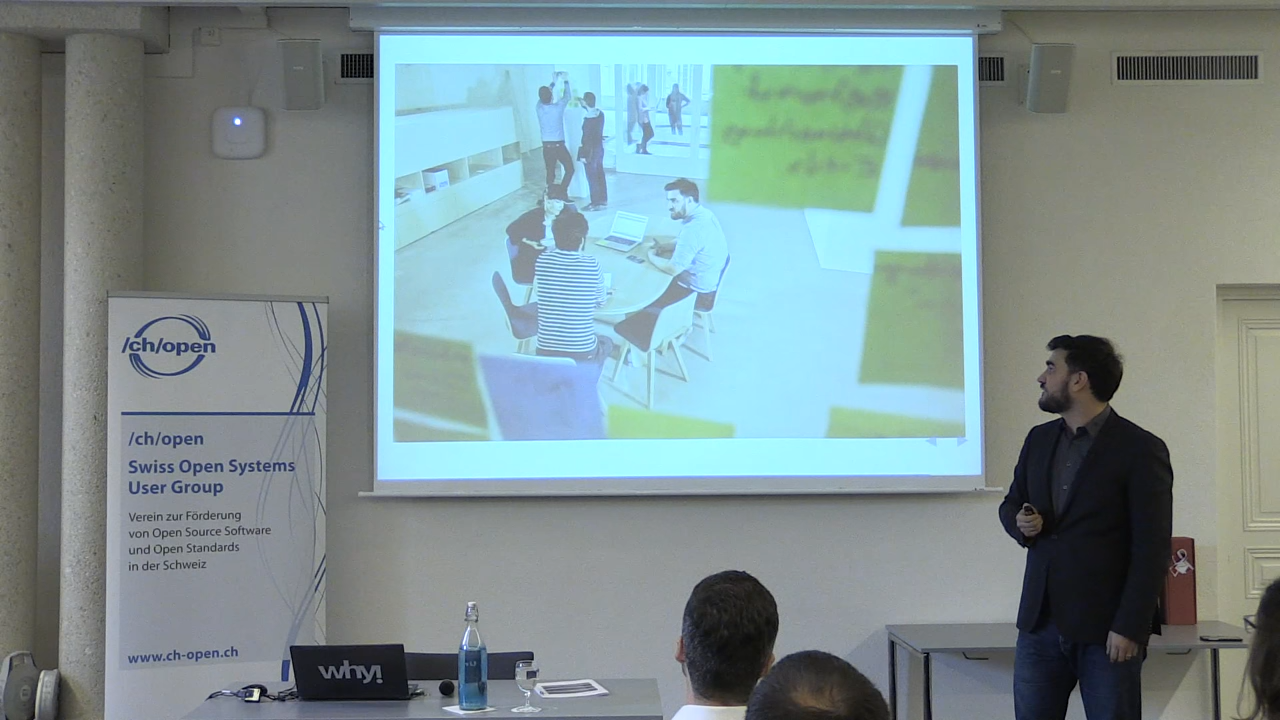 /ch/open
/ch/open
Swiss Open Systems
User Group
Verein zur Förderung
von Open Source Software
und Open Standards
in der Schweiz
www.ch-open.ch
why!